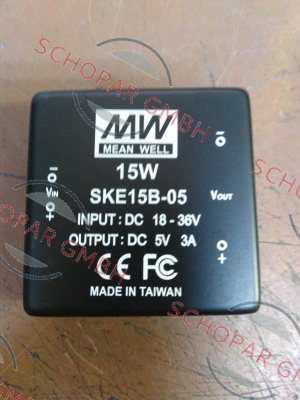 MW
MEAN WELL
15W
SKE15B-05
VIN
VOUT
INPUT : DC 18 - 36V
OUTPUT : DC 5V 3A
CE FC
MADE IN TAIWAN
SCHOPAR GMBH
SCHOPAR GMBH
SCHOPAR GMBH